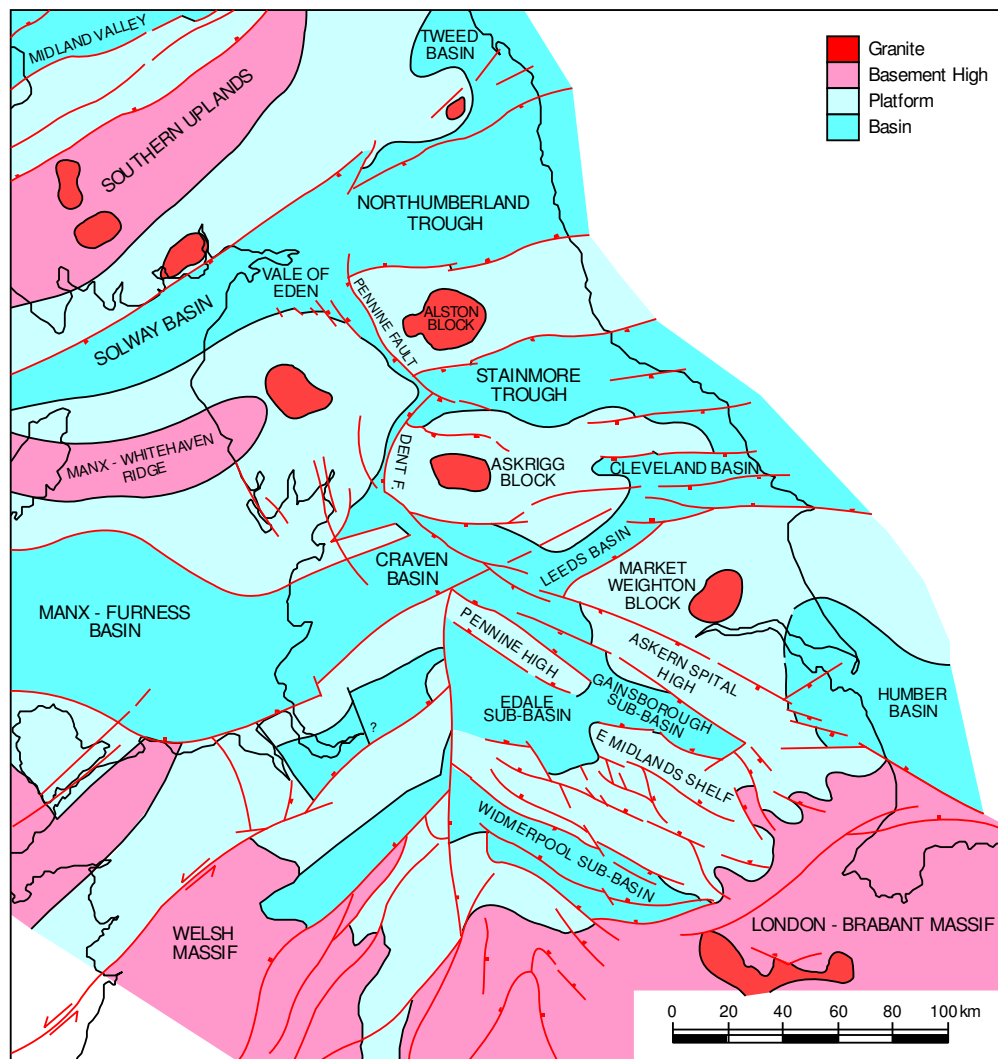 MIDLAND VALLEY
TWEED
BASIN
Granite
Basement High
Platform
Basin
SOUTHERN UPLANDS
NORTHUMBERLAND
TROUGH
VALE OF
EDEN
SOLWAY BASIN
PENNINE FAULT
ALSTON
BLOCK
STAINMORE
TROUGH
MANX - WHITEHAVEN
RIDGE
DENT F.
ASKRIGG
BLOCK
CLEVELAND BASIN
CRAVEN
BASIN
LEEDS BASIN
MARKET
WEIGHTON
BLOCK
MANX - FURNESS
BASIN
PENNINE HIGH
ASKERN SPITAL
HIGH
GAINSBOROUGH
SUB-BASIN
HUMBER
BASIN
EDALE
SUB-BASIN
?
E MIDLANDS SHELF
WIDMERPOOL SUB-BASIN
WELSH
MASSIF
LONDON - BRABANT MASSIF
0 20 40 60 80 100 km